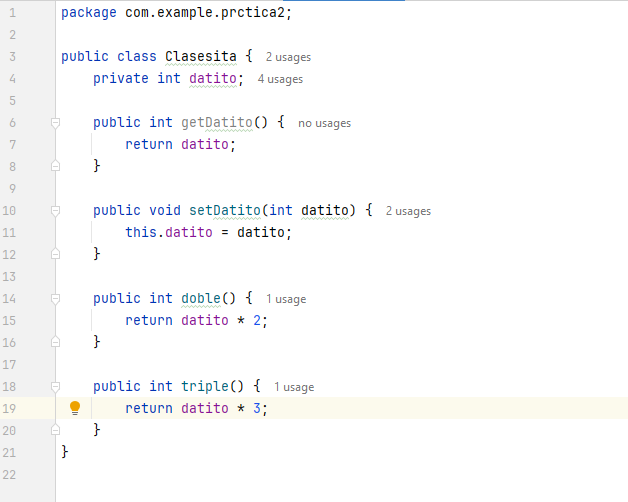 1 package com.example.prctica2;
2
3 public class Clasesita { 2 usages
4 private int datito; 4 usages
5
6 public int getDatito() { no usages
7 return datito;
8 }
9
10 public void setDatito(int datito) { 2 usages
11 this.datito = datito;
12 }
13
14 public int doble() { 1 usage
15 return datito * 2;
16 }
17
18 public int triple() { 1 usage
19 return datito * 3;
20 }
21 }
22